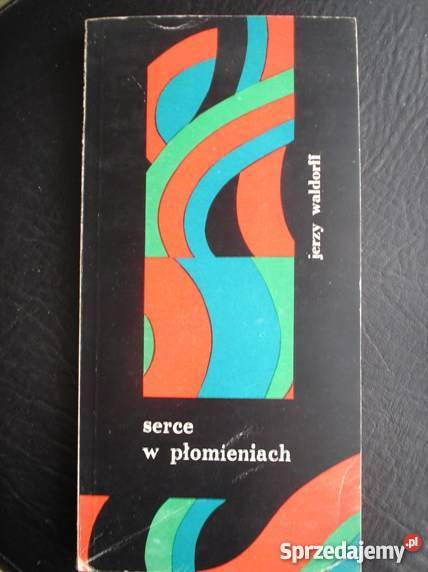 jerzy waldorff
serce
w płomieniach
Sprzedajemy.pl